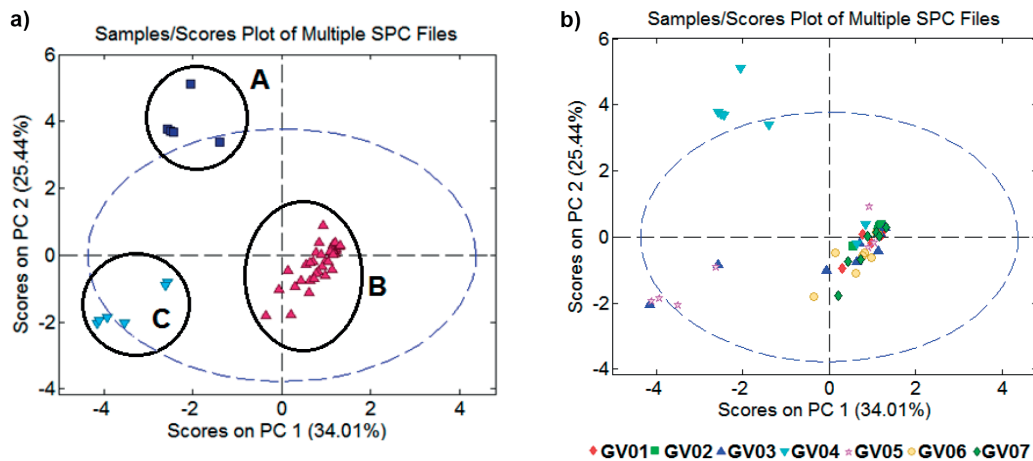 a)
Samples/Scores Plot of Multiple SPC Files
Scores on PC 2 (25.44%)
6
4
2
0
-2
-4
A
B
C
-4
-2
0
2
4
Scores on PC 1 (34.01%)
b)
Samples/Scores Plot of Multiple SPC Files
Scores on PC 2 (25.44%)
6
4
2
0
-2
-4
-4
-2
0
2
4
Scores on PC 1 (34.01%)
GV01 GV02 GV03 GV04 GV05 GV06 GV07